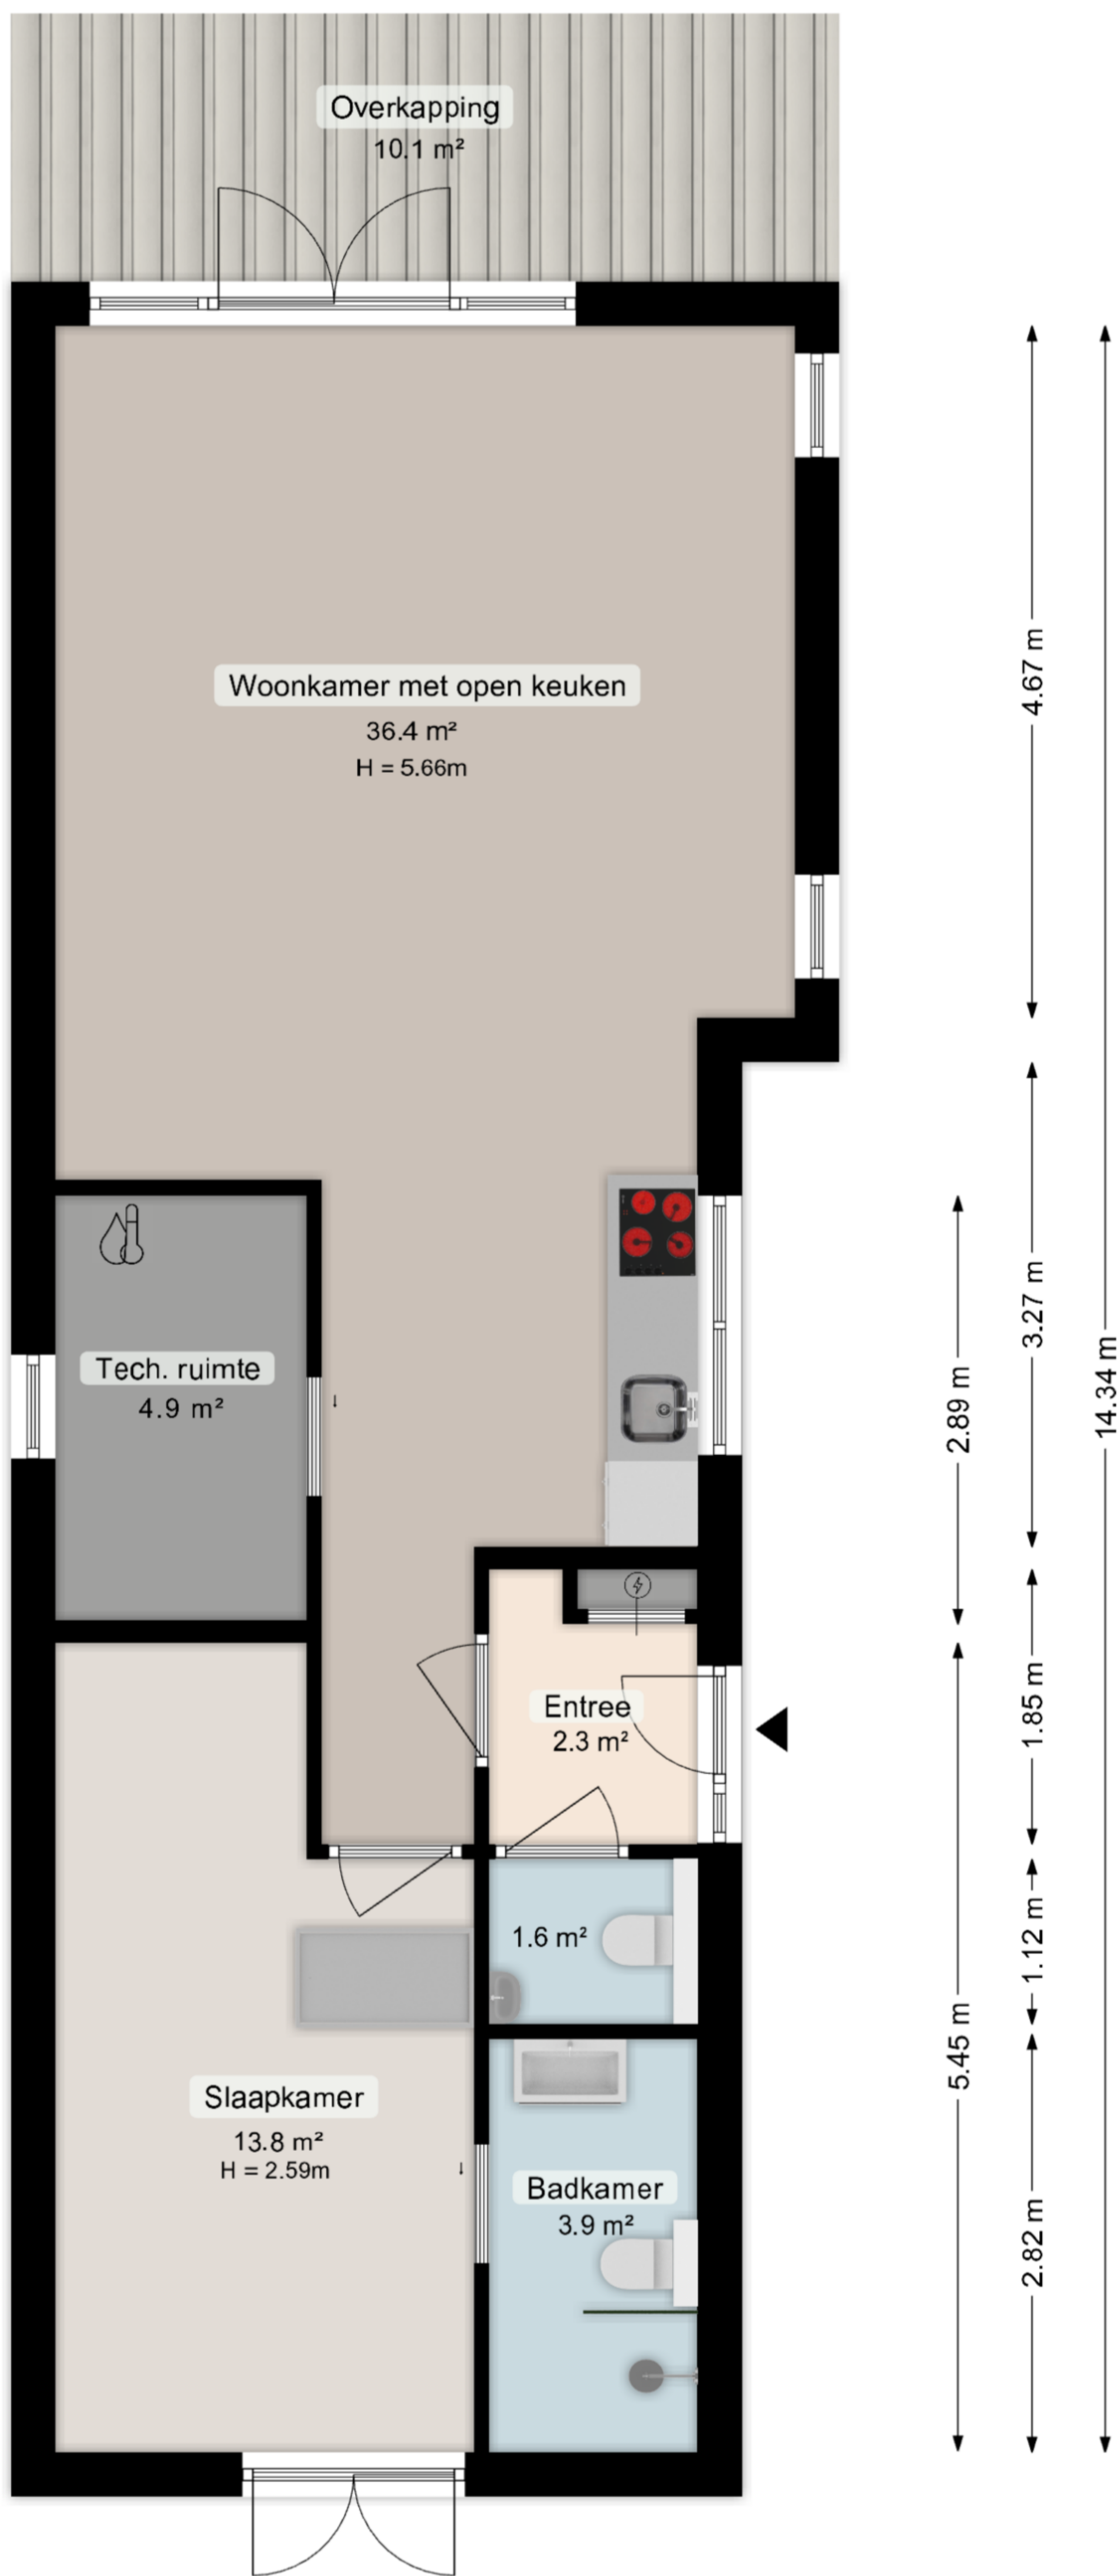 Overkapping
10.1 m²
Woonkamer met open keuken
36.4 m²
H = 5.66m
4.67 m
3.27 m
14.34 m
2.89 m
Tech. ruimte
4.9 m²
Entree
2.3 m²
1.85 m
1.6 m²
1.12 m
5.45 m
Slaapkamer
13.8 m²
H = 2.59m
Badkamer
3.9 m²
2.82 m